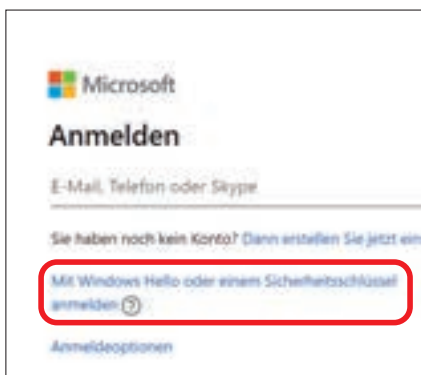 Microsoft
Anmelden
E-Mail, Telefon oder Skype
Sie haben noch kein Konto? Dann erstellen Sie jetzt ein
Mit Windows Hello oder einem Sicherheitsschlüssel
anmelden ?
Anmeldeoptionen